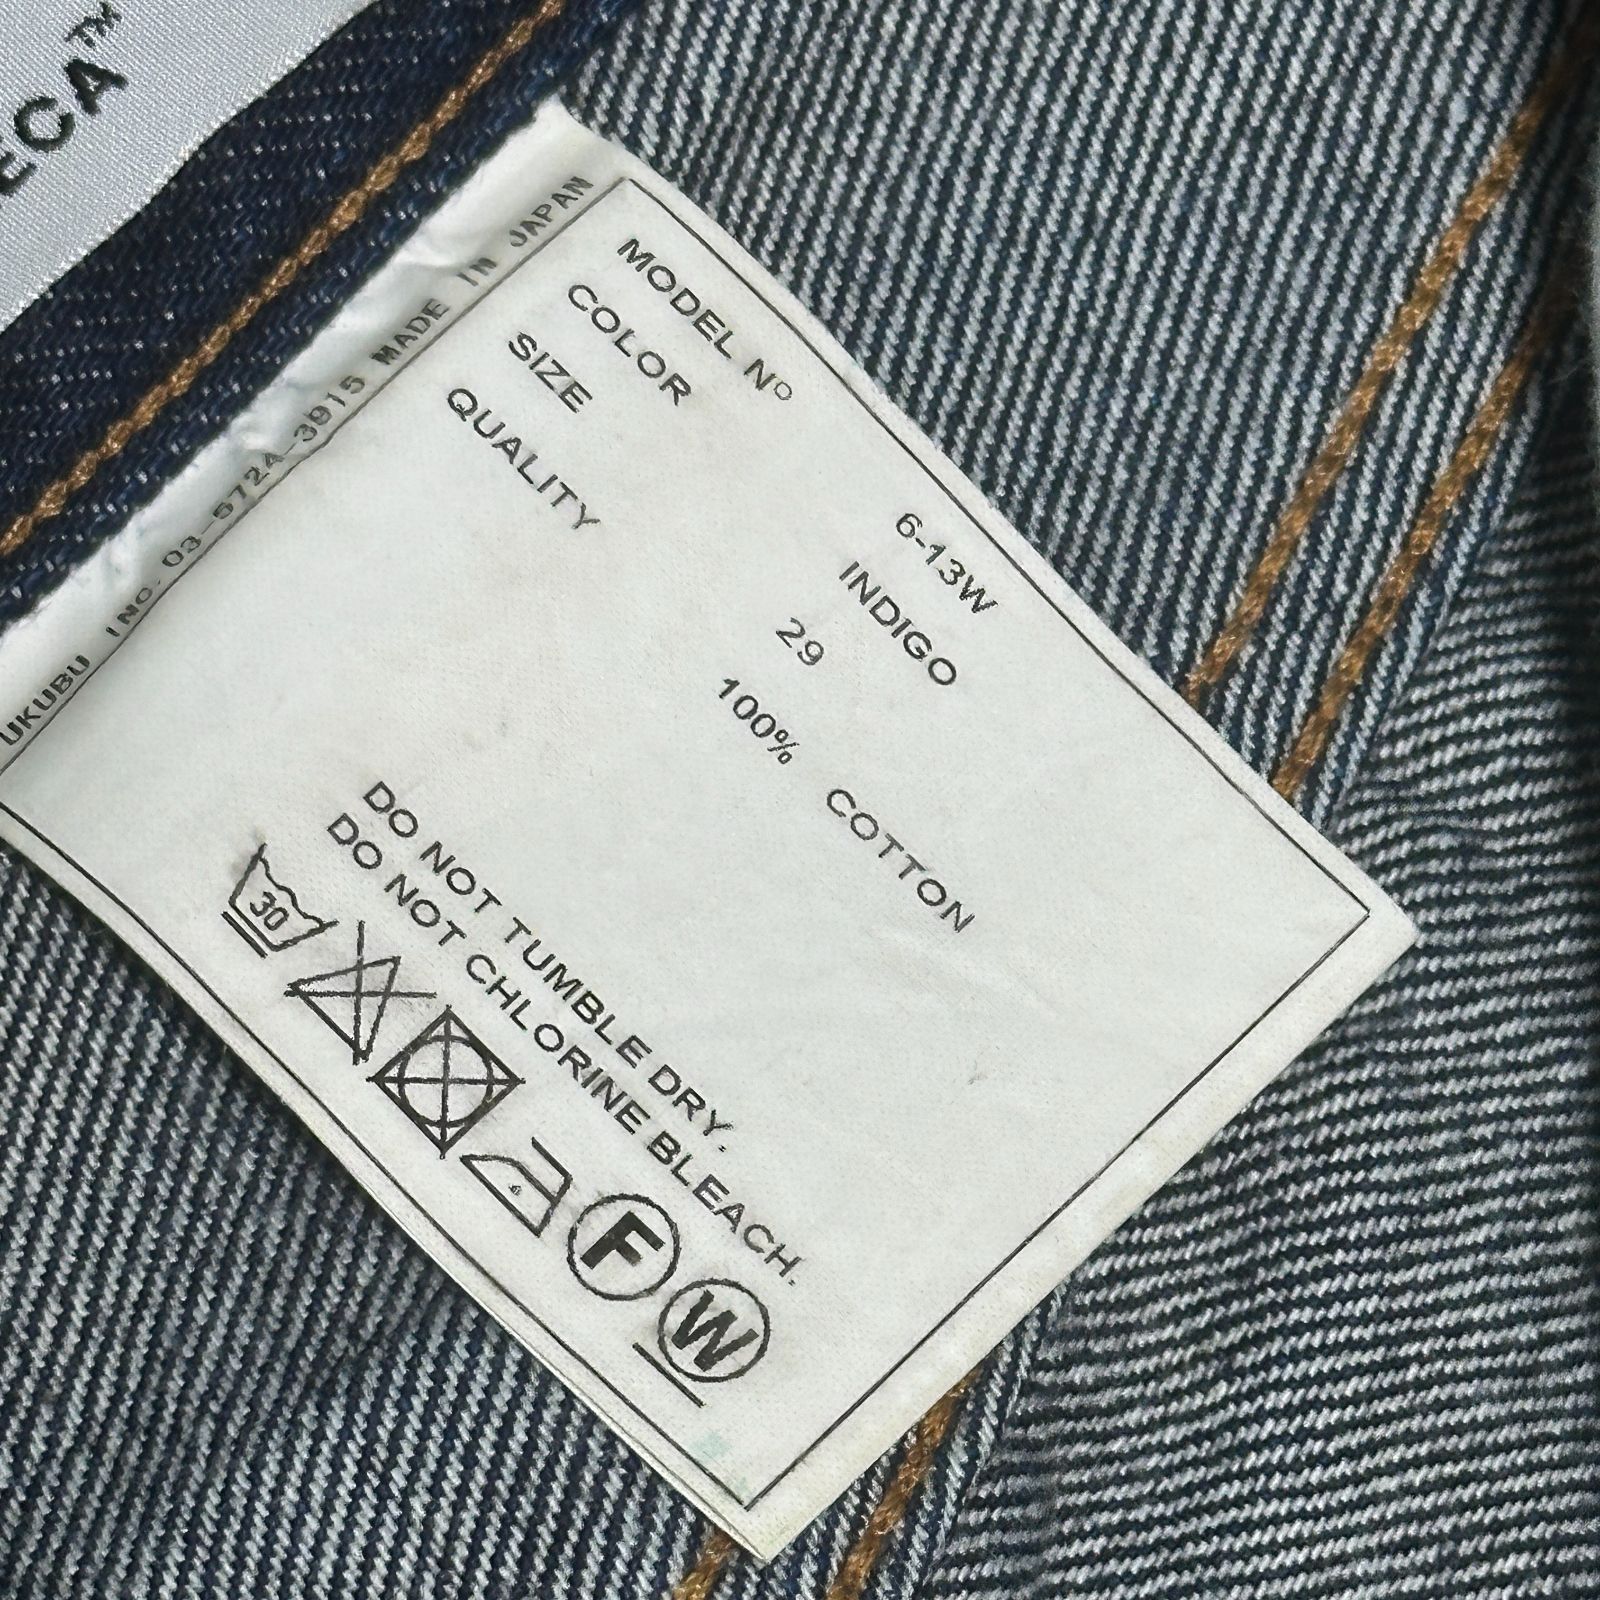 ECA™
UKUBU INC. 03-5724-3915 MADE IN JAPAN
MODEL Nº 6-13W
COLOR INDIGO
SIZE 29
QUALITY 100% COTTON
DO NOT TUMBLE DRY.
DO NOT CHLORINE BLEACH.
30
F
W